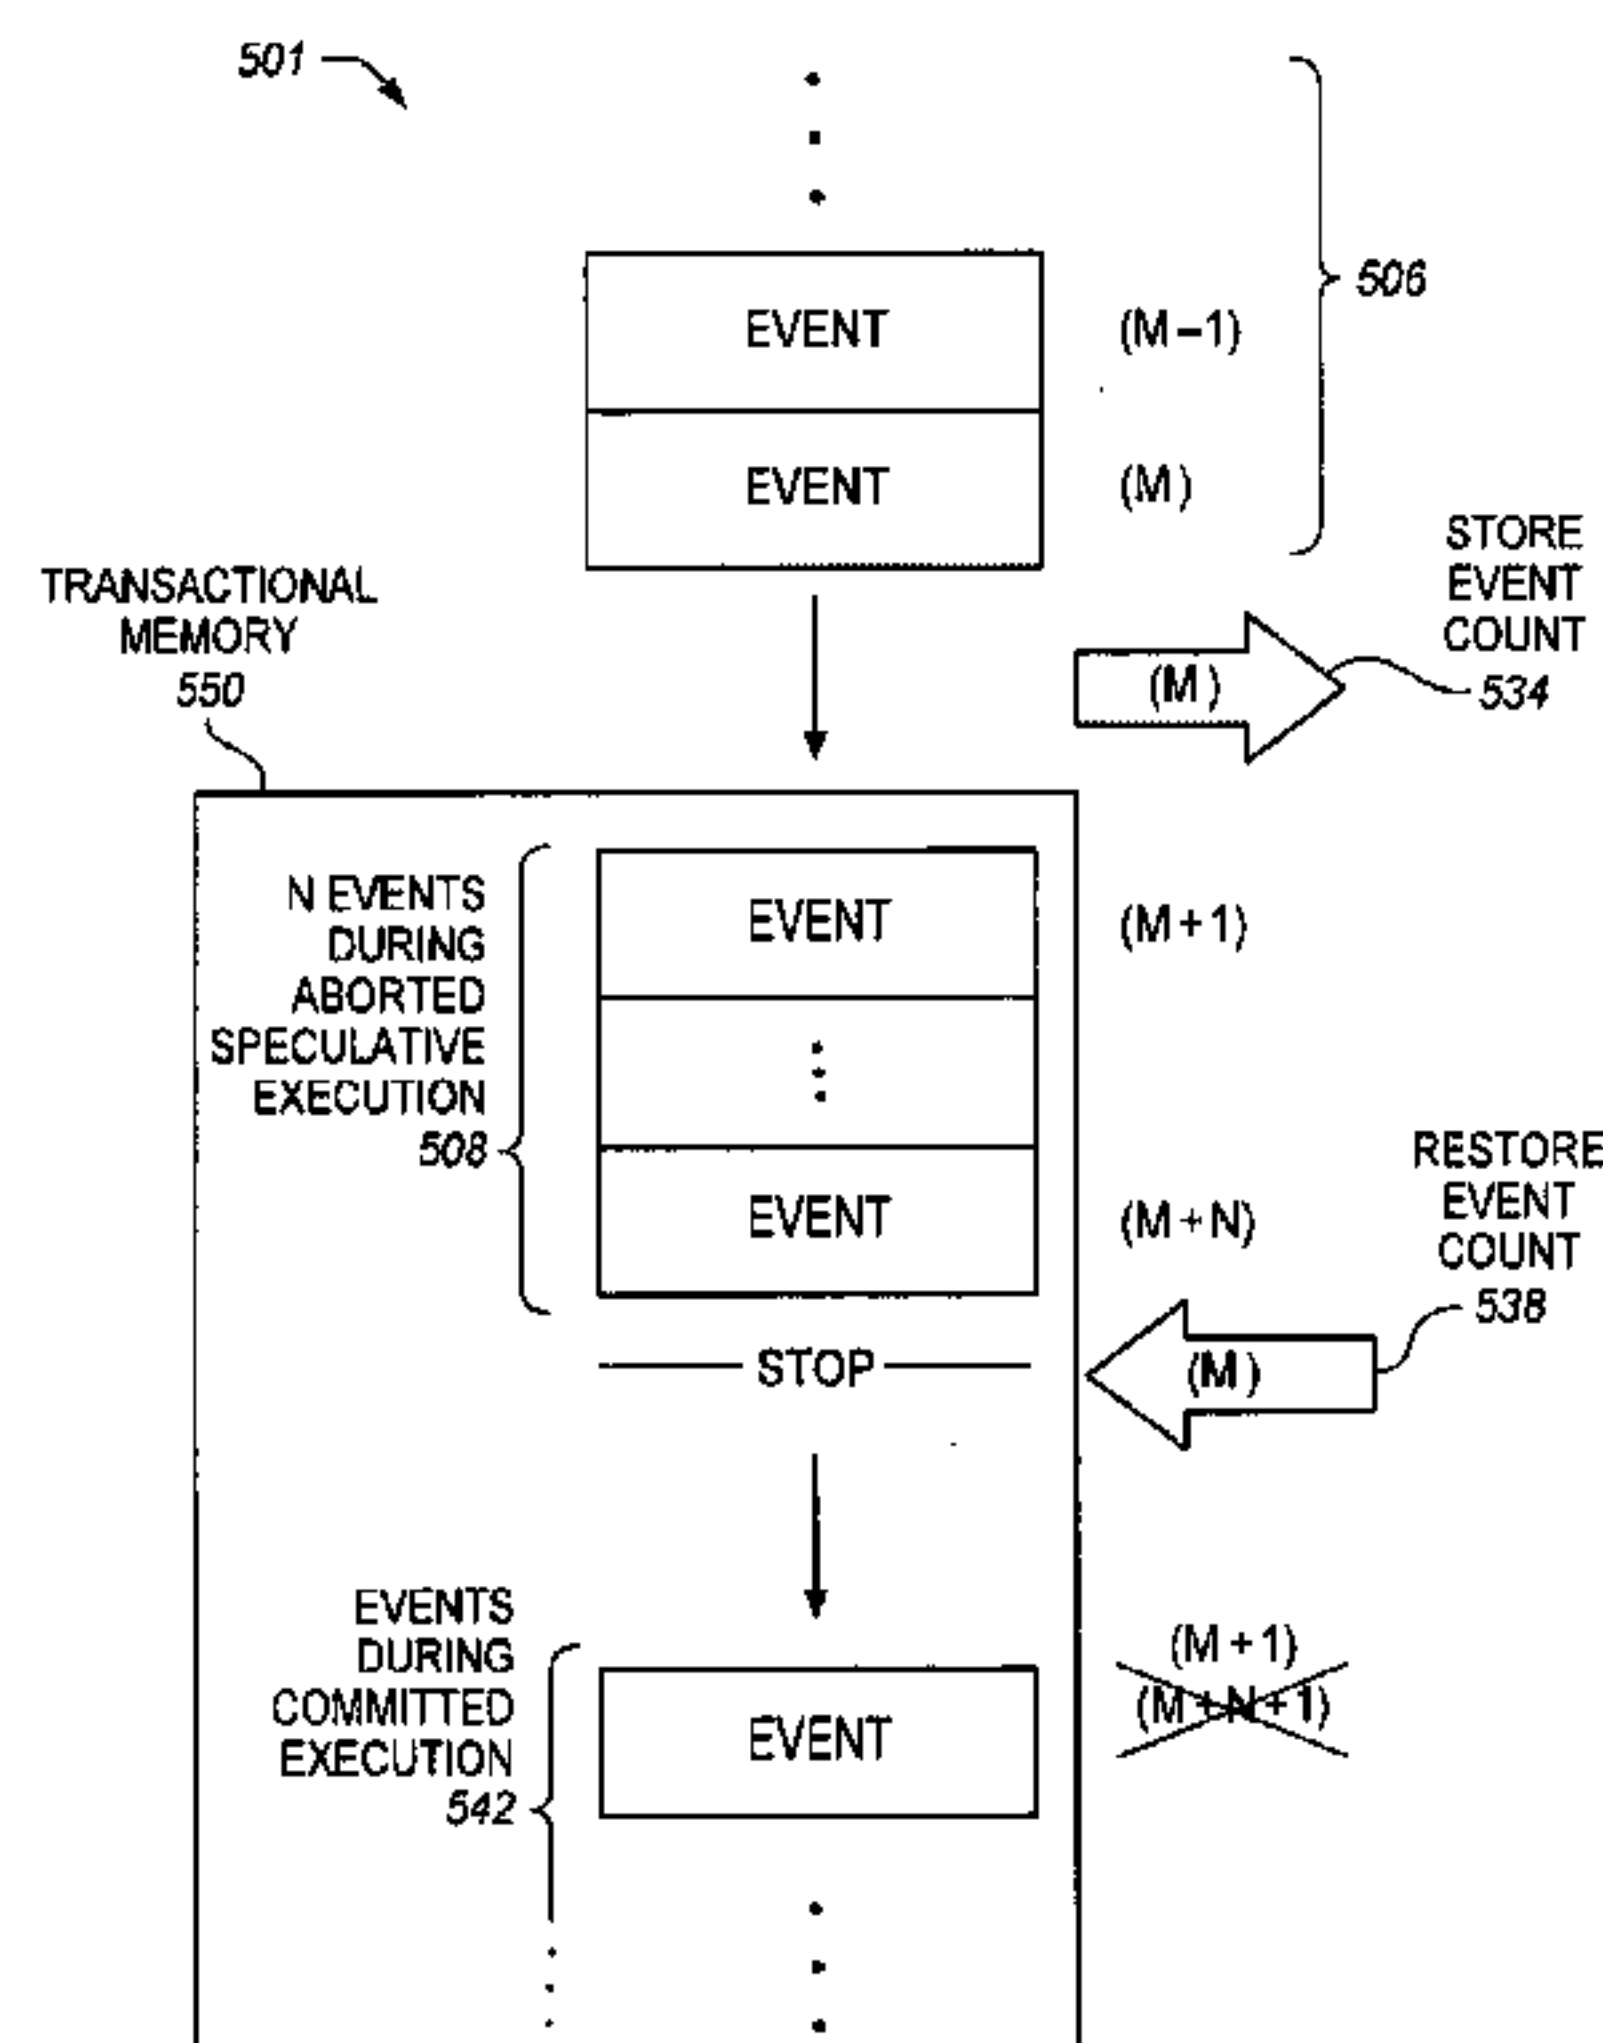 501
EVENT
(M–1)
506
EVENT
(M)
STORE
EVENT
COUNT
534
(M)
TRANSACTIONAL
MEMORY
550
N EVENTS
DURING
ABORTED
SPECULATIVE
EXECUTION
508
EVENT
(M+1)
EVENT
(M+N)
STOP
RESTORE
EVENT
COUNT
538
(M)
EVENTS
DURING
COMMITTED
EXECUTION
542
EVENT
(M+1)
(M+N+1)